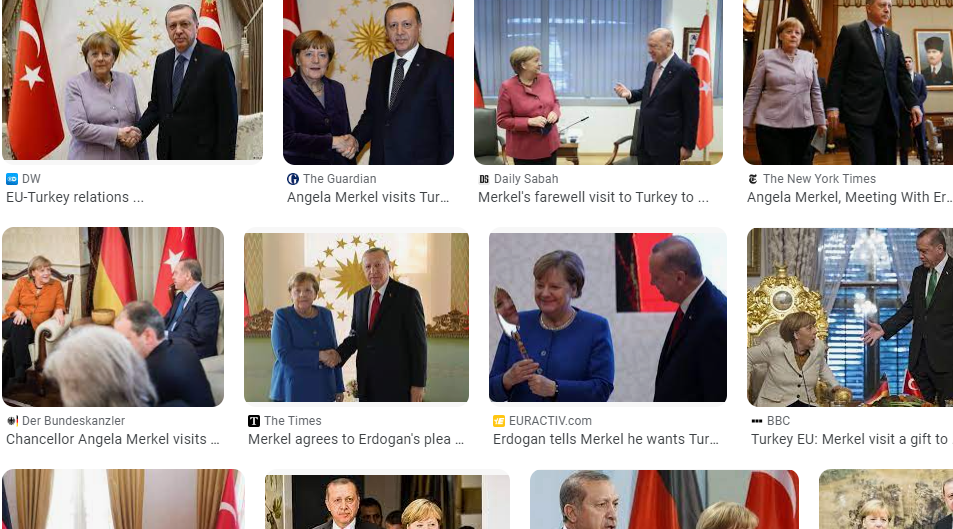 DW
EU-Turkey relations ...
The Guardian
Angela Merkel visits Tur...
Daily Sabah
Merkel's farewell visit to Turkey to ...
The New York Times
Angela Merkel, Meeting With Er...
Der Bundeskanzler
Chancellor Angela Merkel visits ...
The Times
Merkel agrees to Erdogan's plea ...
EURACTIV.com
Erdogan tells Merkel he wants Tur...
BBC
Turkey EU: Merkel visit a gift to